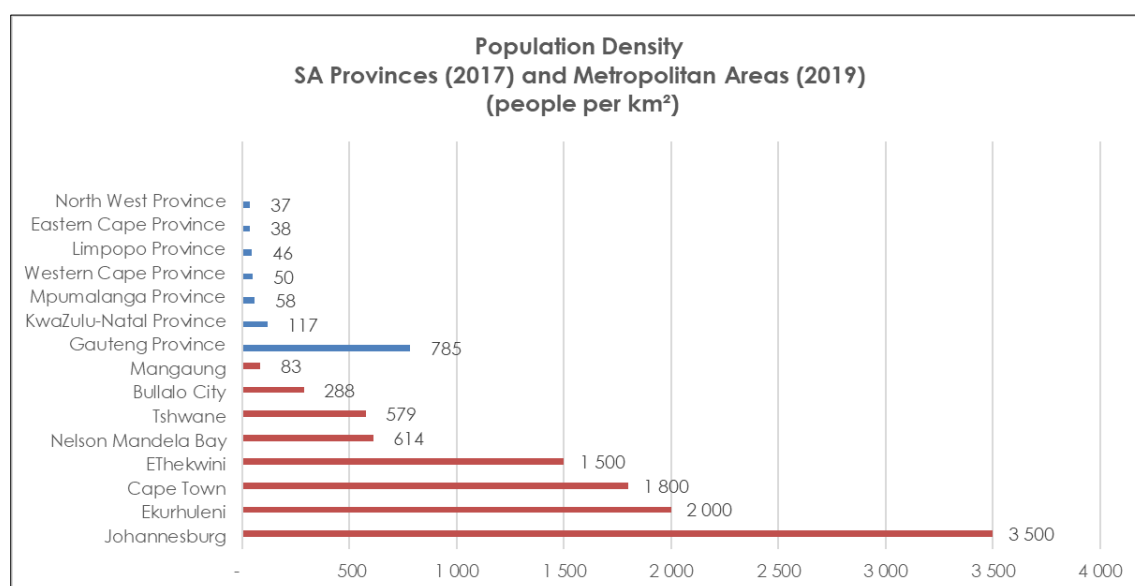 Population Density
SA Provinces (2017) and Metropolitan Areas (2019)
(people per km²)
North West Province 37
Eastern Cape Province 38
Limpopo Province 46
Western Cape Province 50
Mpumalanga Province 58
KwaZulu-Natal Province 117
Gauteng Province 785
Mangaung 83
Bullalo City 288
Tshwane 579
Nelson Mandela Bay 614
EThekwini 1 500
Cape Town 1 800
Ekurhuleni 2 000
Johannesburg 3 500
- 500 1 000 1 500 2 000 2 500 3 000 3 500 4 000